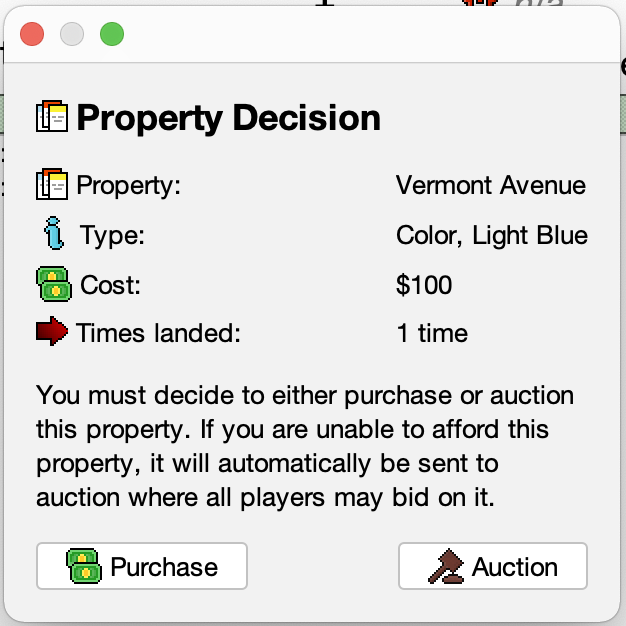 n/a
Property Decision
Property: Vermont Avenue
Type: Color, Light Blue
Cost: $100
Times landed: 1 time
You must decide to either purchase or auction
this property. If you are unable to afford this
property, it will automatically be sent to
auction where all players may bid on it.
Purchase Auction